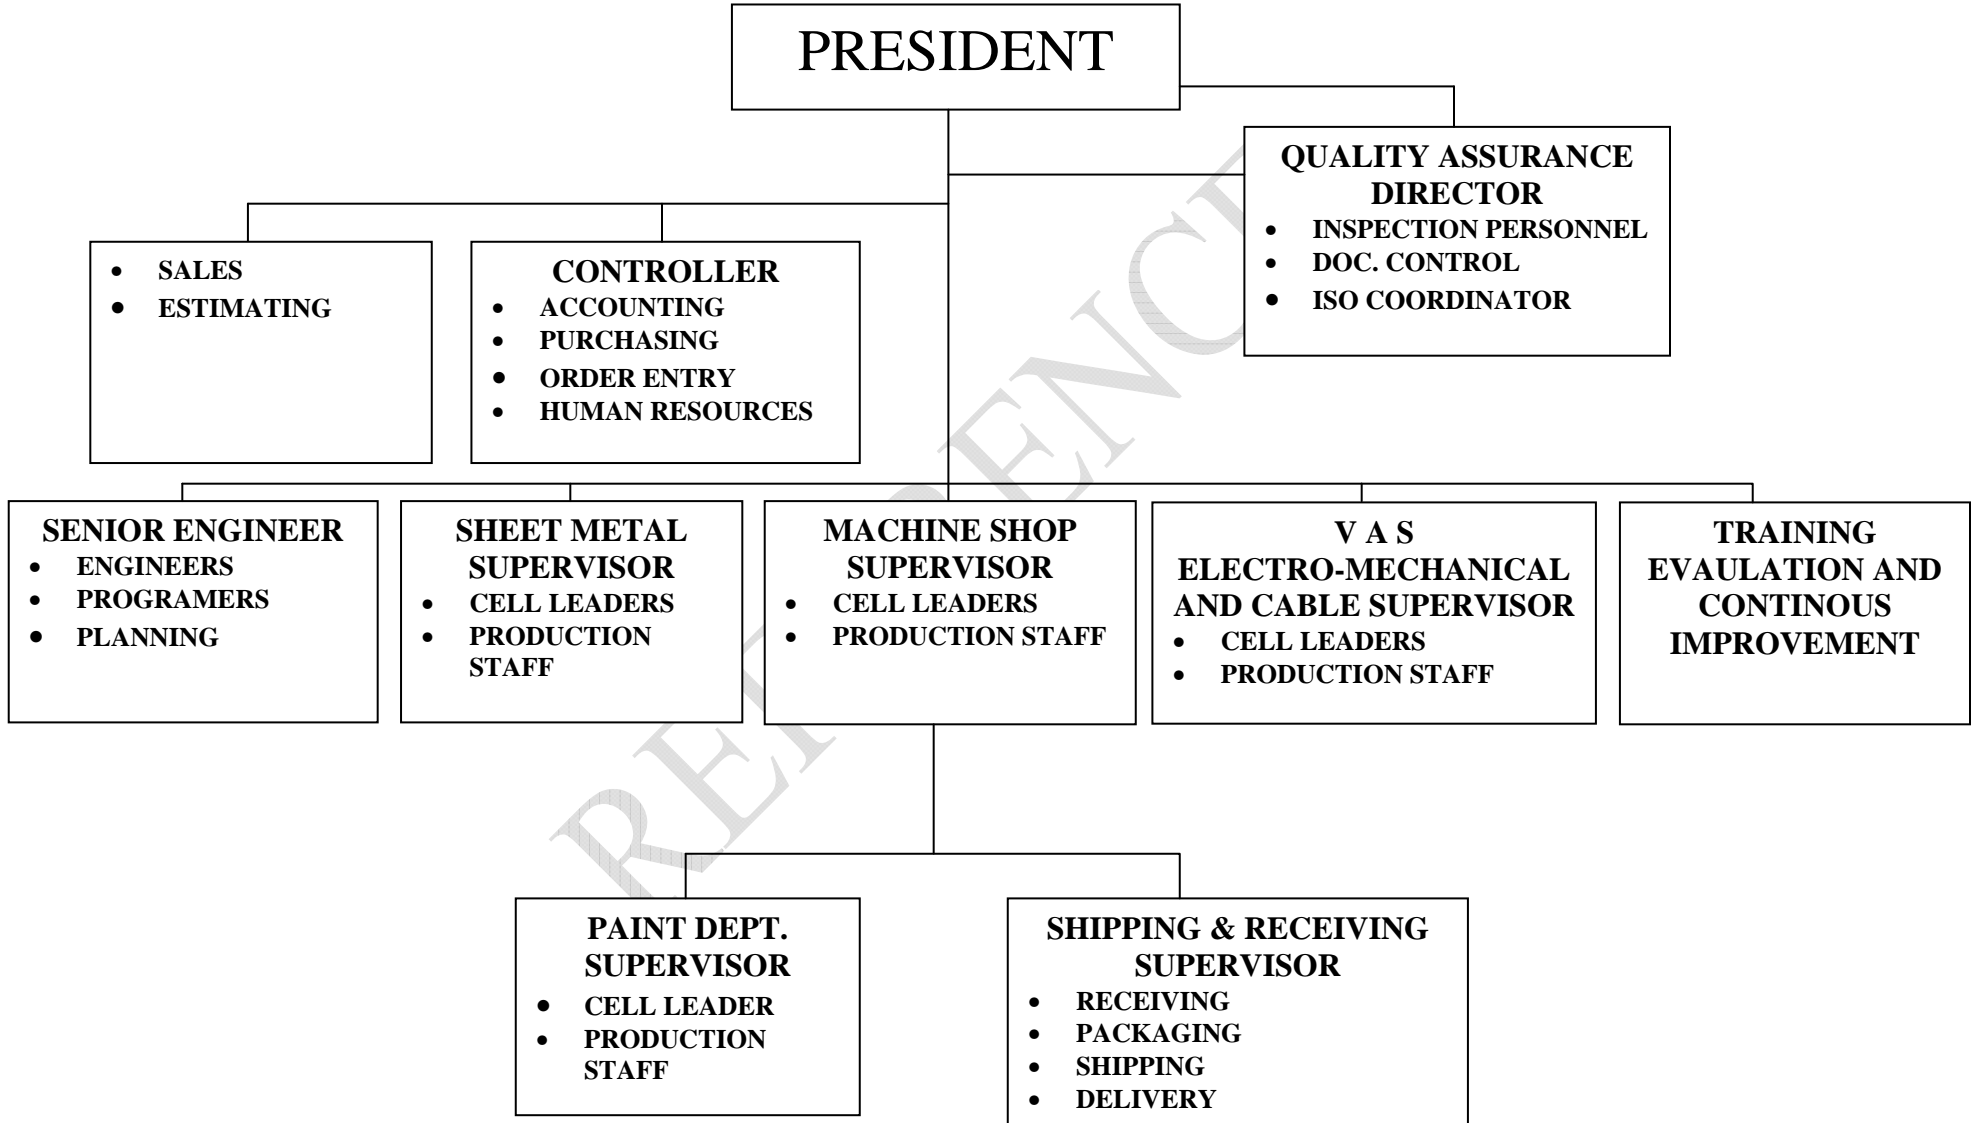 PRESIDENT
QUALITY ASSURANCE
DIRECTOR
• INSPECTION PERSONNEL
• DOC. CONTROL
• ISO COORDINATOR
• SALES
• ESTIMATING
CONTROLLER
• ACCOUNTING
• PURCHASING
• ORDER ENTRY
• HUMAN RESOURCES
SENIOR ENGINEER
• ENGINEERS
• PROGRAMERS
• PLANNING
SHEET METAL
SUPERVISOR
• CELL LEADERS
• PRODUCTION
STAFF
MACHINE SHOP
SUPERVISOR
• CELL LEADERS
• PRODUCTION STAFF
V A S
ELECTRO-MECHANICAL
AND CABLE SUPERVISOR
• CELL LEADERS
• PRODUCTION STAFF
TRAINING
EVAULATION AND
CONTINOUS
IMPROVEMENT
PAINT DEPT.
SUPERVISOR
• CELL LEADER
• PRODUCTION
STAFF
SHIPPING & RECEIVING
SUPERVISOR
• RECEIVING
• PACKAGING
• SHIPPING
• DELIVERY